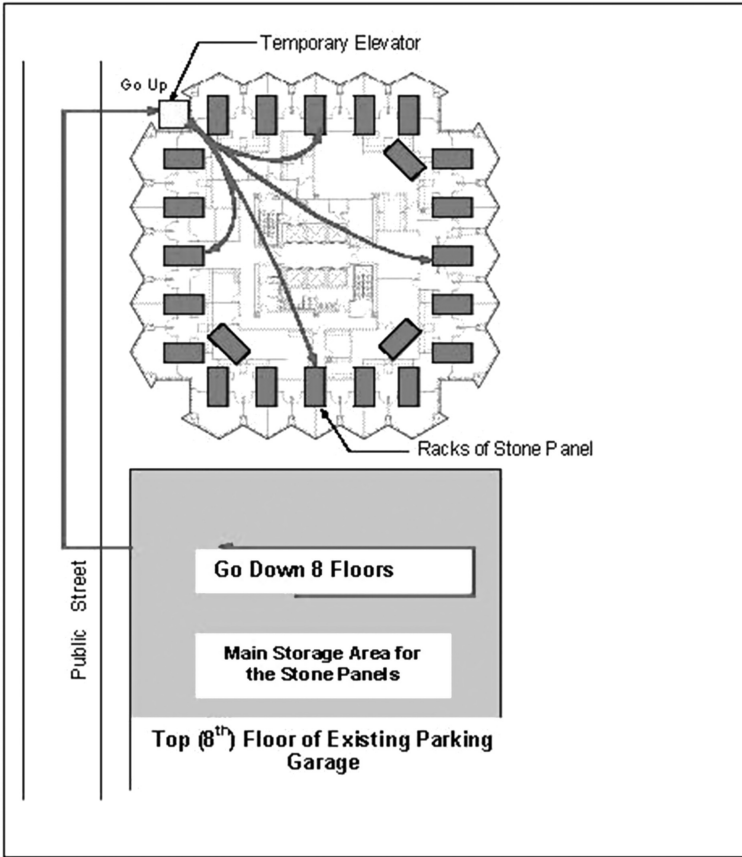 Temporary Elevator
Go Up
Racks of Stone Panel
Public Street
Go Down 8 Floors
Main Storage Area for
the Stone Panels
Top (8th) Floor of Existing Parking
Garage